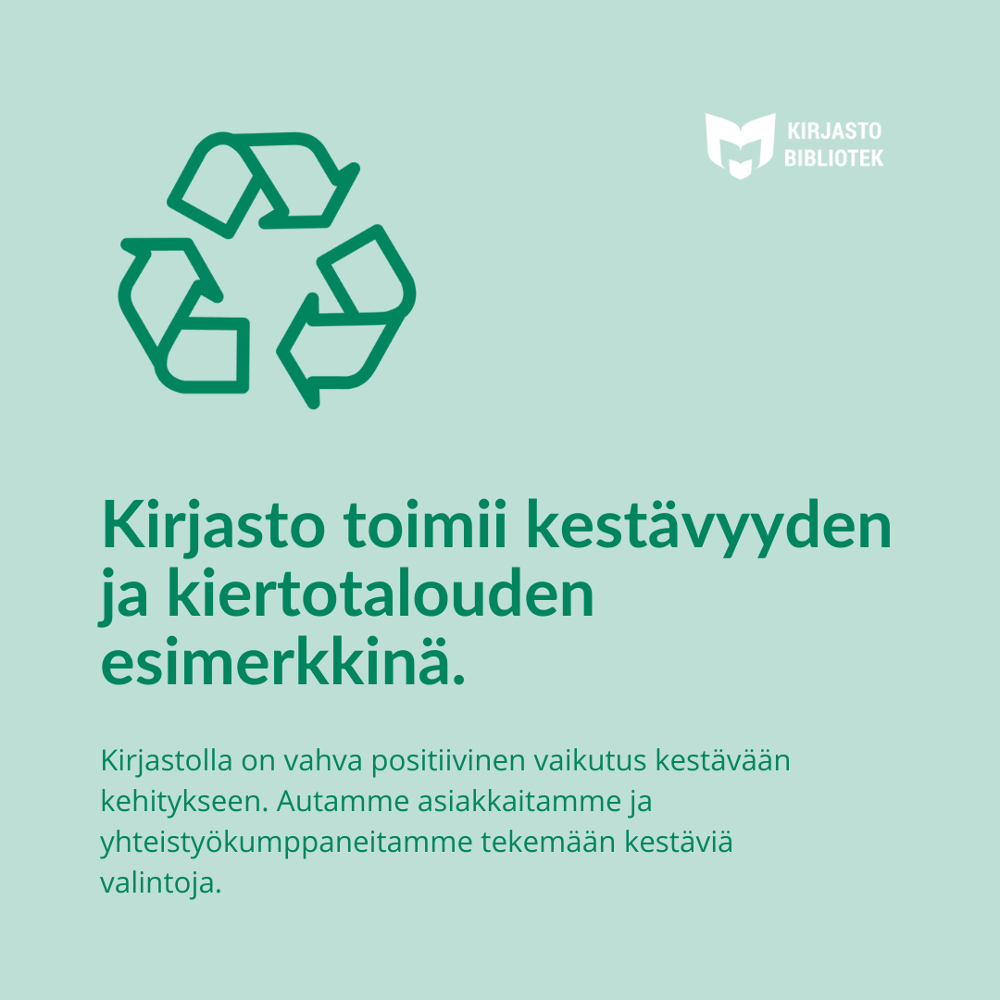 KIRJASTO
BIBLIOTEK
Kirjasto toimii kestävyyden
ja kiertotalouden
esimerkkinä.
Kirjastolla on vahva positiivinen vaikutus kestävään
kehitykseen. Autamme asiakkaitamme ja
yhteistyökumppaneitamme tekemään kestäviä
valintoja.